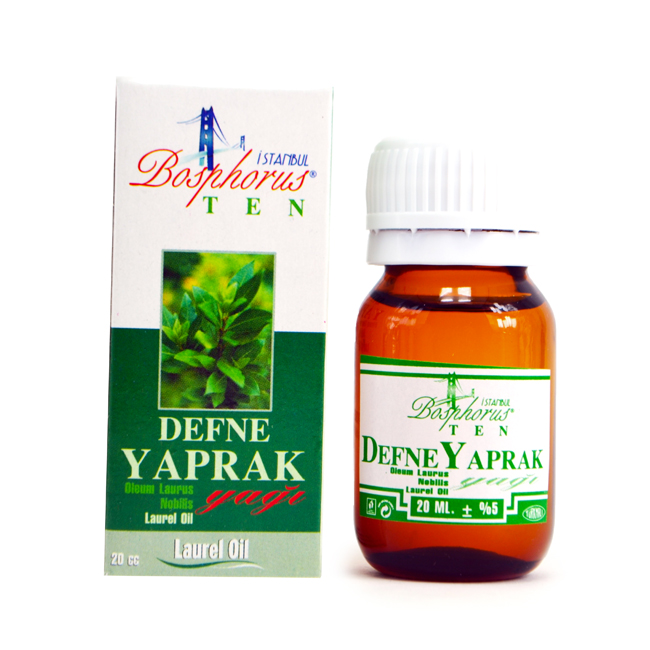 İSTANBUL
Bosphorus®
TEN
DEFNE
YAPRAK
Oleum Laurus
Nobilis
yağı
Laurel Oil
20 cc
Laurel Oil
İSTANBUL
Bosphorus®
TEN
DEFNE YAPRAK
Oleum Laurus
Nobilis
yağı
Laurel Oil
20 ML. ± %5